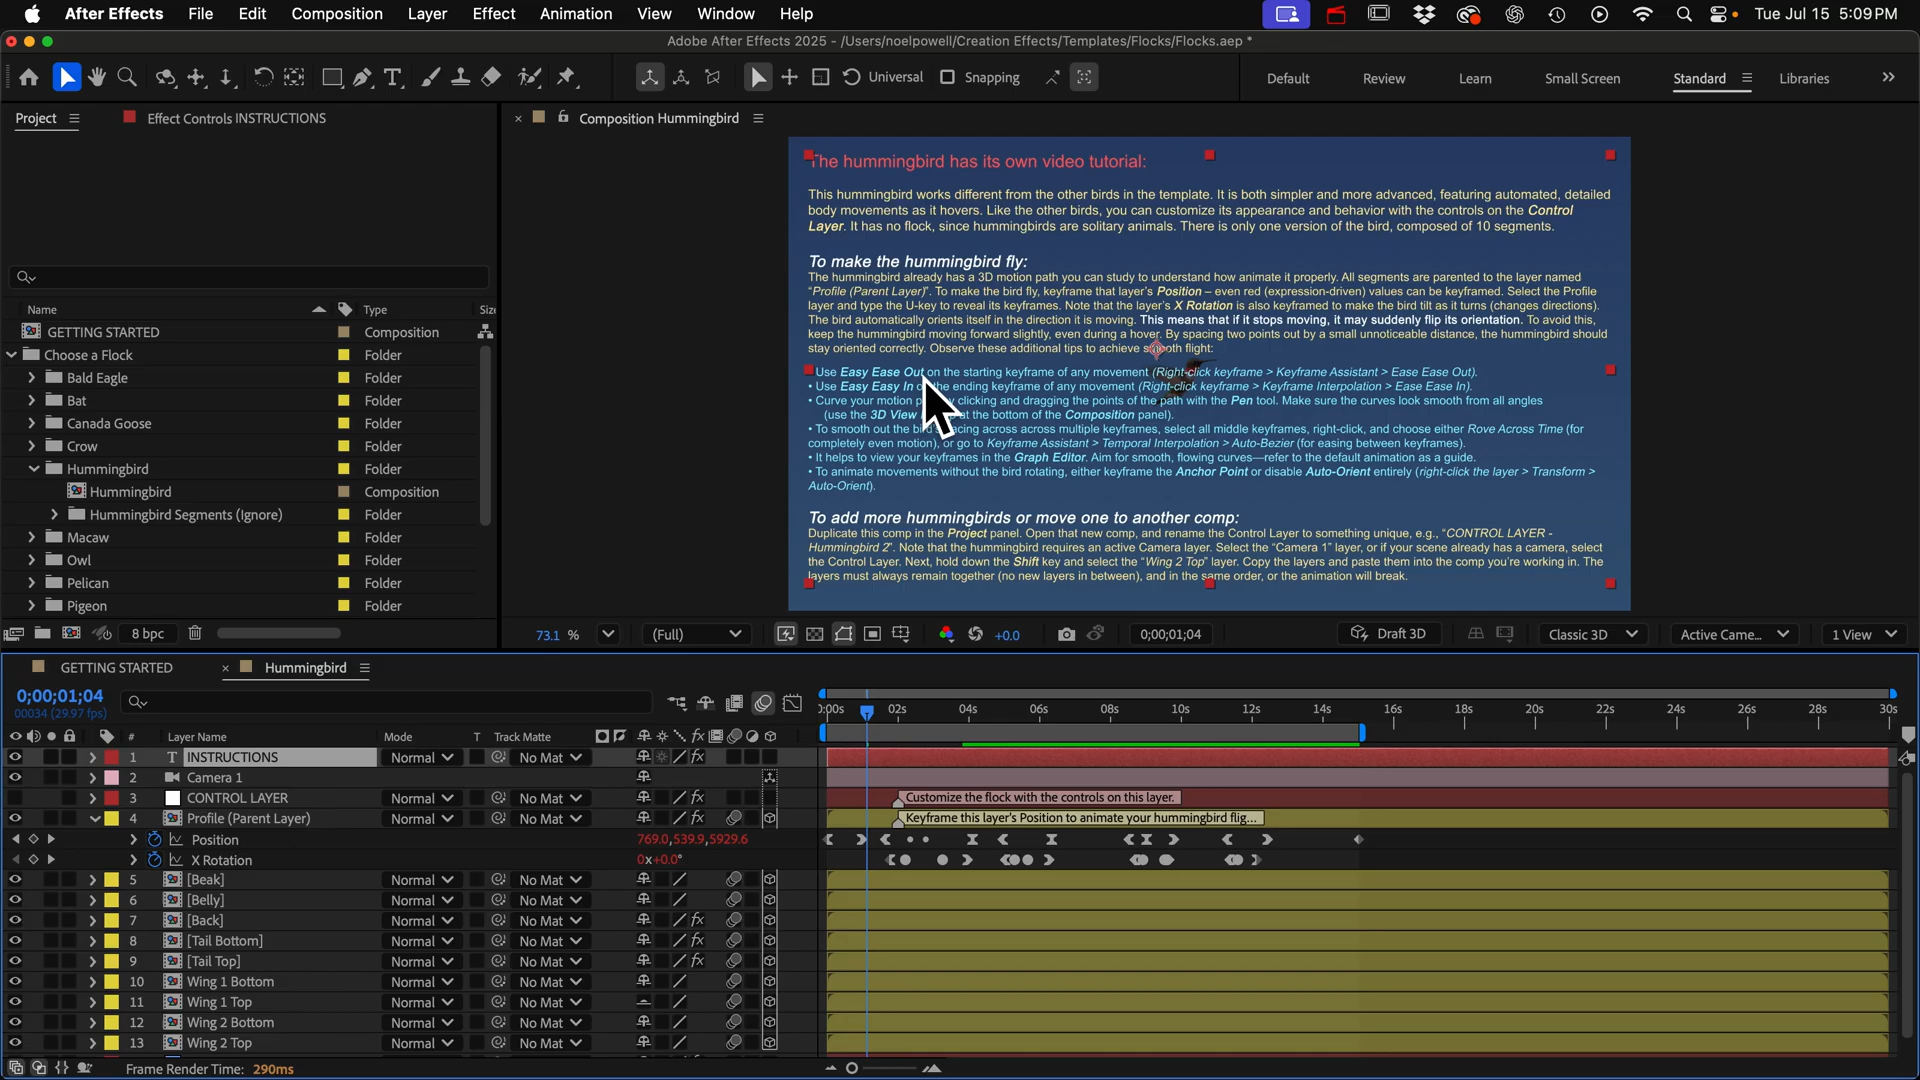 After Effects File Edit Composition Layer Effect Animation View Window Help Tue Jul 15 5:09 PM
Adobe After Effects 2025 - /Users/noelpowell/Creation Effects/Templates/Flocks/Flocks.aep *
Universal Snapping Default Review Learn Small Screen Standard Libraries
Project Effect Controls INSTRUCTIONS
Composition Hummingbird
Name Type Siz
GETTING STARTED Composition
Choose a Flock Folder
Bald Eagle Folder
Bat Folder
Canada Goose Folder
Crow Folder
Hummingbird Folder
Hummingbird Composition
Hummingbird Segments (Ignore) Folder
Macaw Folder
Owl Folder
Pelican Folder
Pigeon Folder
8 bpc
The hummingbird has its own video tutorial:
This hummingbird works different from the other birds in the template. It is both simpler and more advanced, featuring automated, detailed
body movements as it hovers. Like the other birds, you can customize its appearance and behavior with the controls on the Control
Layer. It has no flock, since hummingbirds are solitary animals. There is only one version of the bird, composed of 10 segments.
To make the hummingbird fly:
The hummingbird already has a 3D motion path you can study to understand how animate it properly. All segments are parented to the layer named
“Profile (Parent Layer)”. To make the bird fly, keyframe that layer's Position – even red (expression-driven) values can be keyframed. Select the Profile
layer and type the U-key to reveal its keyframes. Note that the layer's X Rotation is also keyframed to make the bird tilt as it turns (changes directions).
The bird automatically orients itself in the direction it is moving. This means that if it stops moving, it may suddenly flip its orientation. To avoid this,
keep the hummingbird moving forward slightly, even during a hover. By spacing two points out by a small unnoticeable distance, the hummingbird should
stay oriented correctly. Observe these additional tips to achieve smooth flight:
• Use Easy Ease Out on the starting keyframe of any movement (Right-click keyframe > Keyframe Assistant > Ease Ease Out).
• Use Easy Easy In on the ending keyframe of any movement (Right-click keyframe > Keyframe Interpolation > Ease Ease In).
• Curve your motion clicking and dragging the points of the path with the Pen tool. Make sure the curves look smooth from all angles
(use the 3D View at the bottom of the Composition panel).
• To smooth out the bird's spacing across across multiple keyframes, select all middle keyframes, right-click, and choose either Rove Across Time (for
completely even motion), or go to Keyframe Assistant > Temporal Interpolation > Auto-Bezier (for easing between keyframes).
• It helps to view your keyframes in the Graph Editor. Aim for smooth, flowing curves—refer to the default animation as a guide.
• To animate movements without the bird rotating, either keyframe the Anchor Point or disable Auto-Orient entirely (right-click the layer > Transform >
Auto-Orient).
To add more hummingbirds or move one to another comp:
Duplicate this comp in the Project panel. Open that new comp, and rename the Control Layer to something unique, e.g., “CONTROL LAYER -
Hummingbird 2”. Note that the hummingbird requires an active Camera layer. Select the “Camera 1” layer, or if your scene already has a camera, select
the Control Layer. Next, hold down the Shift key and select the “Wing 2 Top” layer. Copy the layers and paste them into the comp you're working in. The
layers must always remain together (no new layers in between), and in the same order, or the animation will break.
73.1 % (Full) +0.0 0;00;01;04 Draft 3D Classic 3D Active Came... 1 View
GETTING STARTED Hummingbird
0;00;01;04
00034 (29.97 fps)
:00s 02s 04s 06s 08s 10s 12s 14s 16s 18s 20s 22s 24s 26s 28s 30s
# Layer Name Mode T Track Matte
1 INSTRUCTIONS Normal No Mat
2 Camera 1
3 CONTROL LAYER Normal No Mat Customize the flock with the controls on this layer.
4 Profile (Parent Layer) Normal No Mat Keyframe this layer's Position to animate your hummingbird flig...
Position 769.0,539.9,5929.6
X Rotation 0x+0.0°
5 [Beak] Normal No Mat
6 [Belly] Normal No Mat
7 [Back] Normal No Mat
8 [Tail Bottom] Normal No Mat
9 [Tail Top] Normal No Mat
10 Wing 1 Bottom Normal No Mat
11 Wing 1 Top Normal No Mat
12 Wing 2 Bottom Normal No Mat
13 Wing 2 Top Normal No Mat
Frame Render Time: 290ms